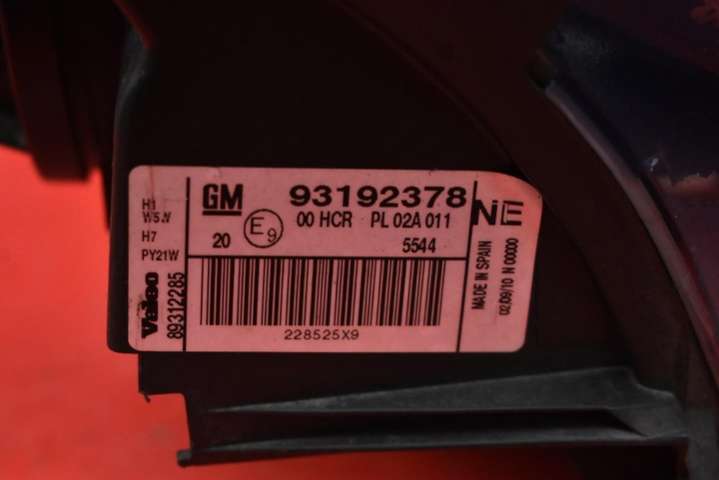 H1
W5W
H7
PY21W
Valeo
89312285
GM 93192378
00 HCR PL 02A 011
20 E9 5544
228525X9
NE
MADE IN SPAIN
02/09/10 N 00000